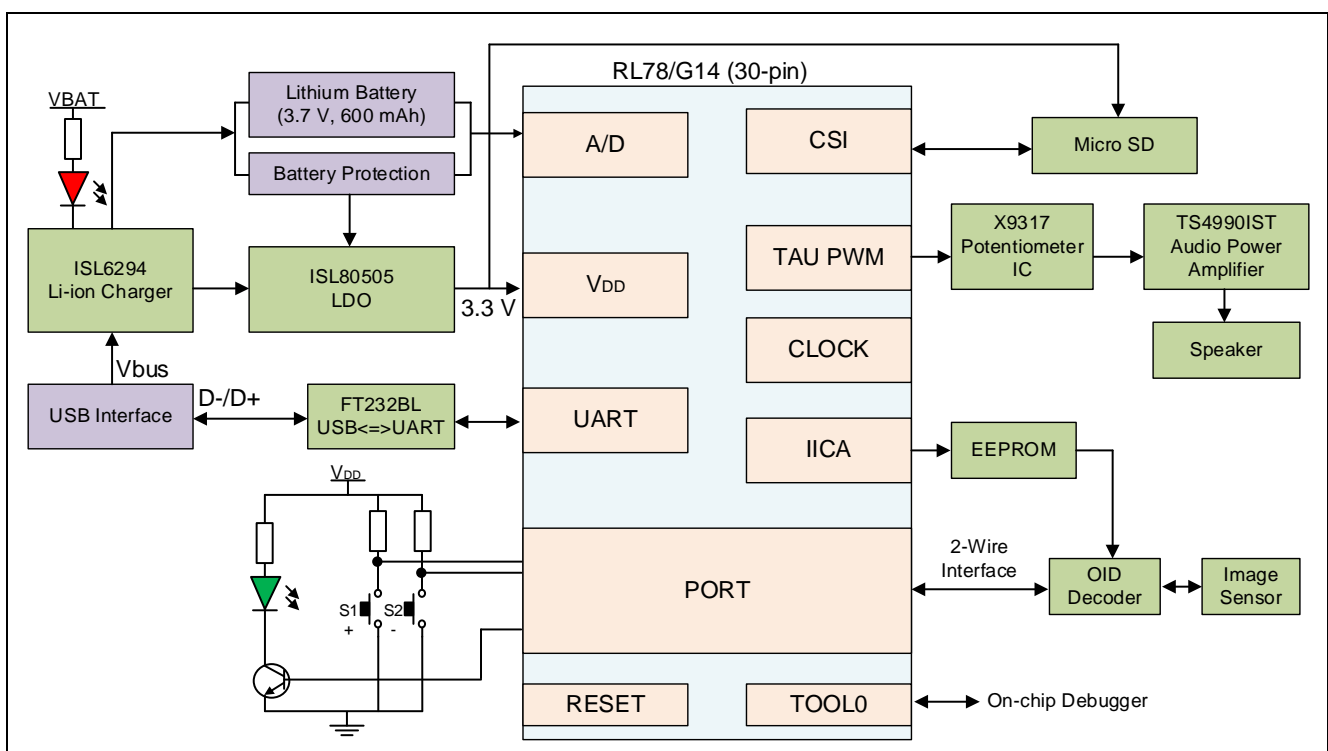 RL78/G14 (30-pin)
VBAT
Lithium Battery
(3.7 V, 600 mAh)
Battery Protection
A/D
CSI
Micro SD
ISL6294
Li-ion Charger
ISL80505
LDO
3.3 V
VDD
TAU PWM
X9317
Potentiometer
IC
TS4990IST
Audio Power
Amplifier
Speaker
CLOCK
Vbus
USB Interface
D-/D+
FT232BL
USB<=>UART
UART
IICA
EEPROM
VDD
S1
+
S2
-
PORT
2-Wire
Interface
OID
Decoder
Image
Sensor
RESET
TOOL0
On-chip Debugger